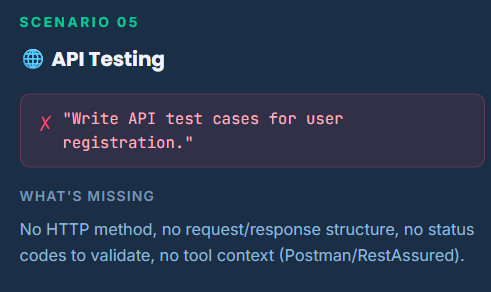 SCENARIO 05
🌐 API Testing
✗ "Write API test cases for user
registration."
WHAT'S MISSING
No HTTP method, no request/response structure, no status
codes to validate, no tool context (Postman/RestAssured).